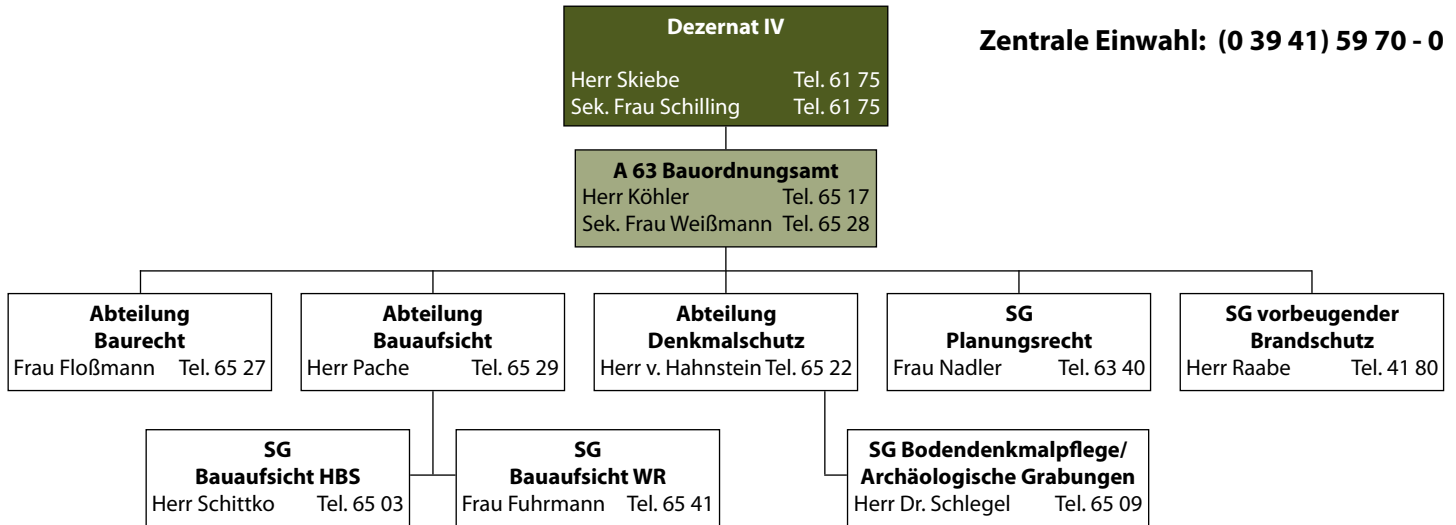 Dezernat IV
Herr Skiebe Tel. 61 75
Sek. Frau Schilling Tel. 61 75
Zentrale Einwahl: (0 39 41) 59 70 - 0
A 63 Bauordnungsamt
Herr Köhler Tel. 65 17
Sek. Frau Weißmann Tel. 65 28
Abteilung
Baurecht
Frau Floßmann Tel. 65 27
Abteilung
Bauaufsicht
Herr Pache Tel. 65 29
Abteilung
Denkmalschutz
Herr v. Hahnstein Tel. 65 22
SG
Planungsrecht
Frau Nadler Tel. 63 40
SG vorbeugender
Brandschutz
Herr Raabe Tel. 41 80
SG
Bauaufsicht HBS
Herr Schittko Tel. 65 03
SG
Bauaufsicht WR
Frau Fuhrmann Tel. 65 41
SG Bodendenkmalpflege/
Archäologische Grabungen
Herr Dr. Schlegel Tel. 65 09